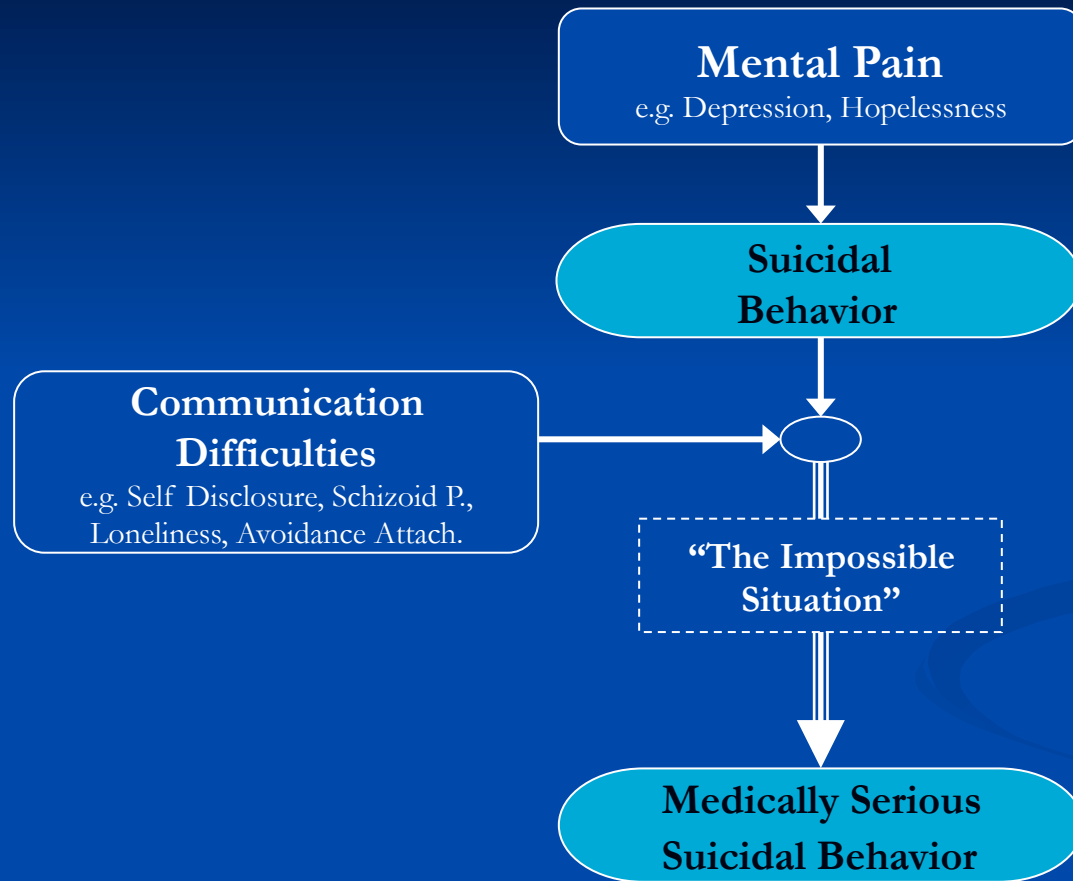 Mental Pain
e.g. Depression, Hopelessness
Suicidal
Behavior
Communication
Difficulties
e.g. Self Disclosure, Schizoid P.,
Loneliness, Avoidance Attach.
“The Impossible
Situation”
Medically Serious
Suicidal Behavior